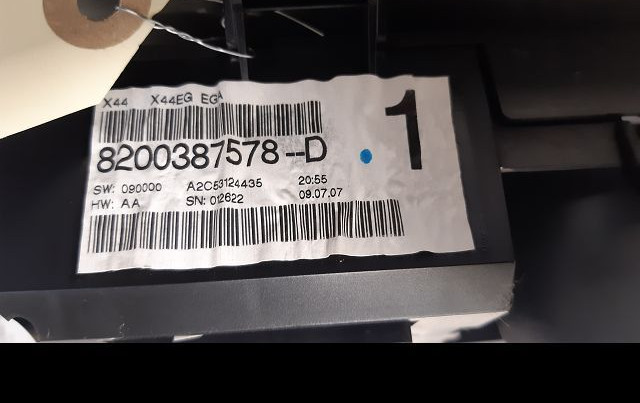 X44 X44EG EGA
8200387578--D
1
SW: 090000 A2C53124435 20:55
HW: AA SN: 012622 09.07.07